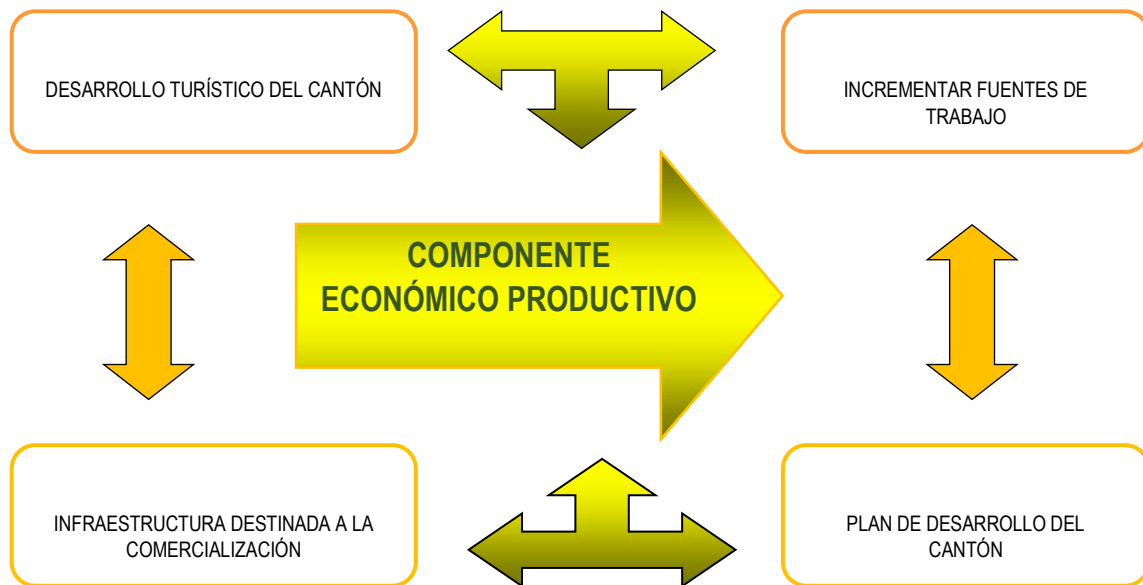 DESARROLLO TURÍSTICO DEL CANTÓN
INCREMENTAR FUENTES DE
TRABAJO
COMPONENTE
ECONÓMICO PRODUCTIVO
INFRAESTRUCTURA DESTINADA A LA
COMERCIALIZACIÓN
PLAN DE DESARROLLO DEL
CANTÓN